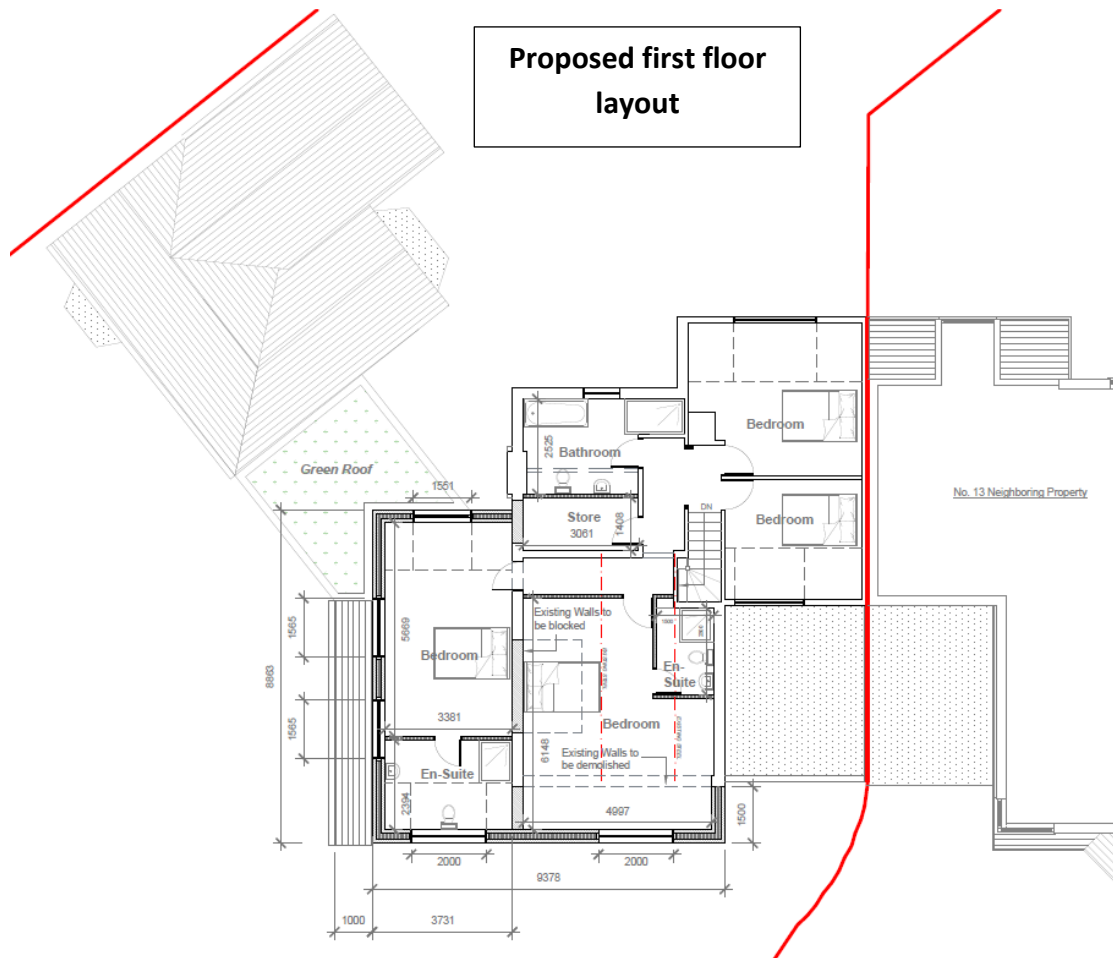 Proposed first floor
layout
Bedroom
Bathroom
2525
Green Roof
1551
No. 13 Neighboring Property
Store
3061
1408
DN
Bedroom
Existing Walls to
be blocked
1565
5669
8863
Bedroom
En-
Suite
3381
Bedroom
1565
6148
Existing Walls to
be demolished
En-Suite
2394
4997
1500
2000
2000
9378
1000
3731